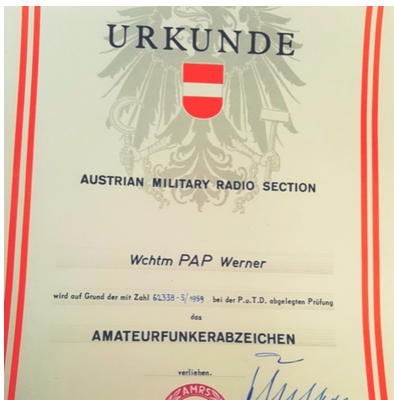 URKUNDE
AUSTRIAN MILITARY RADIO SECTION
Wchtm PAP Werner
wird auf Grund der mit Zahl 62338-5/1959 bei der P.u.T.D. abgelegten Prüfung
das
AMATEURFUNKERABZEICHEN
verliehen.
AMRS